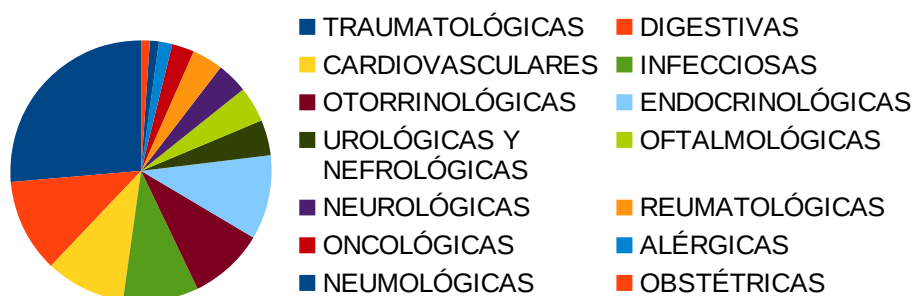 TRAUMATOLÓGICAS DIGESTIVAS
CARDIOVASCULARES INFECCIOSAS
OTORRINOLÓGICAS ENDOCRINOLÓGICAS
UROLÓGICAS Y OFTALMOLÓGICAS
NEFROLÓGICAS
NEUROLÓGICAS REUMATOLÓGICAS
ONCOLÓGICAS ALÉRGICAS
NEUMOLÓGICAS OBSTÉTRICAS